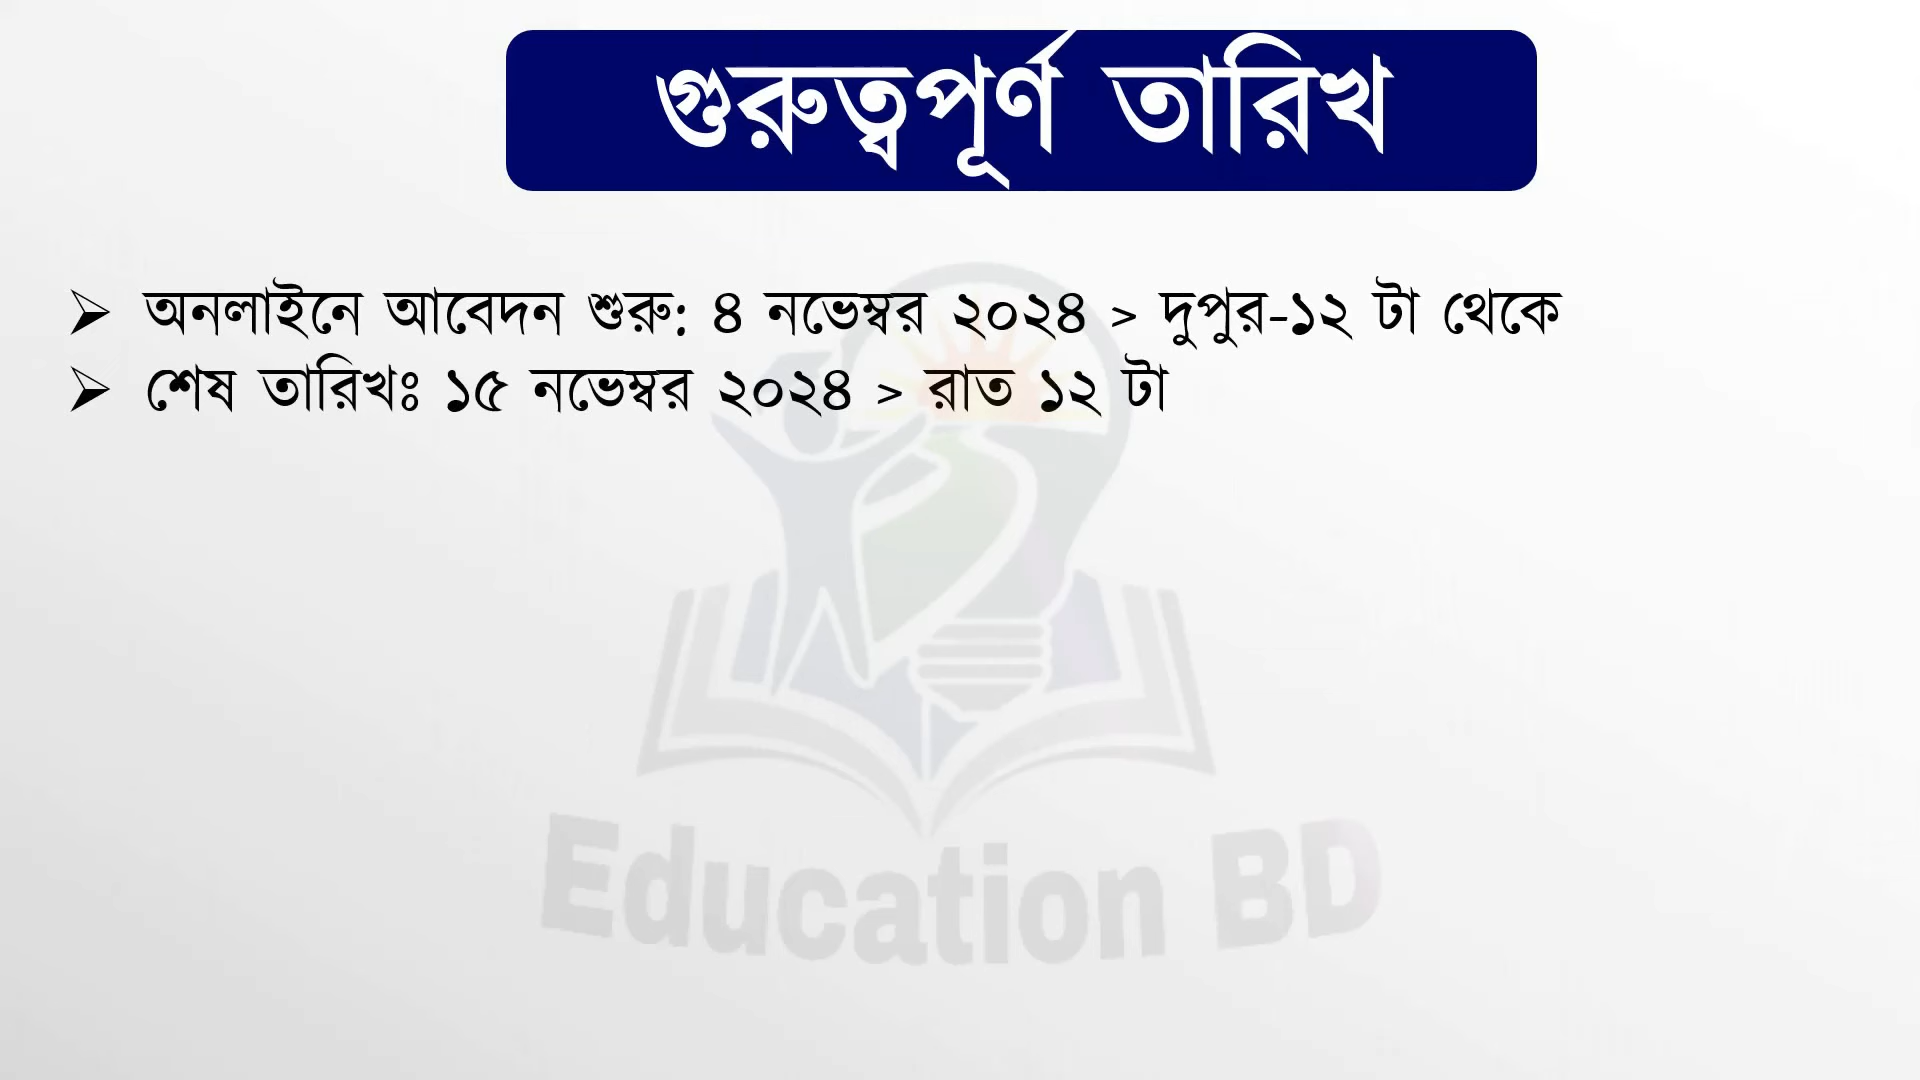 গুরুত্বপূর্ণ তারিখ
অনলাইনে আবেদন শুরু: ৪ নভেম্বর ২০২৪ > দুপুর-১২ টা থেকে
শেষ তারিখঃ ১৫ নভেম্বর ২০২৪ > রাত ১২ টা
Education BD